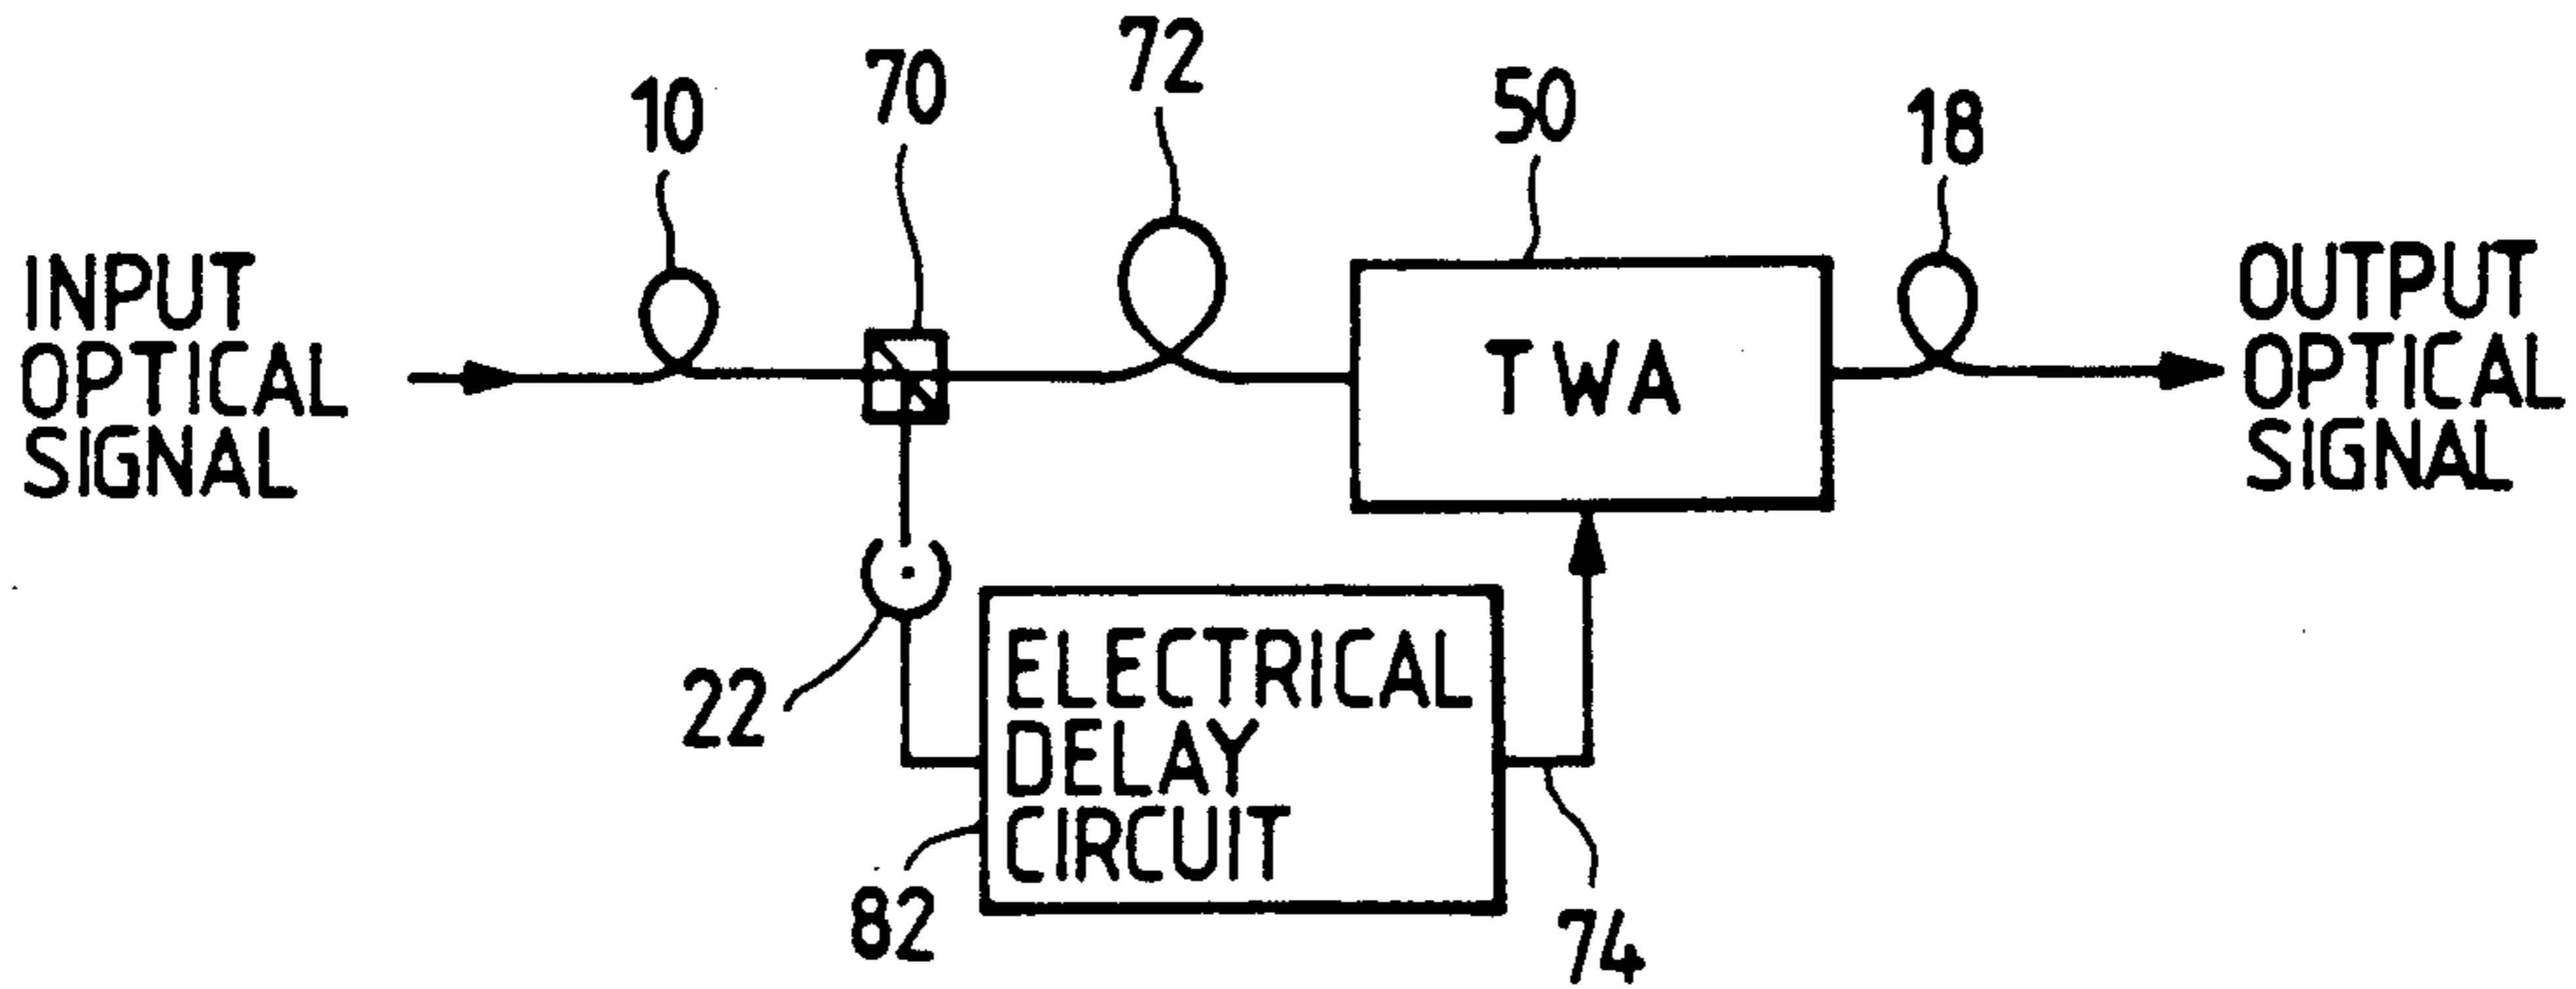 72
70
50
10
18
INPUT
OPTICAL
SIGNAL
TWA
OUTPUT
OPTICAL
SIGNAL
22
ELECTRICAL
DELAY
CIRCUIT
82
74